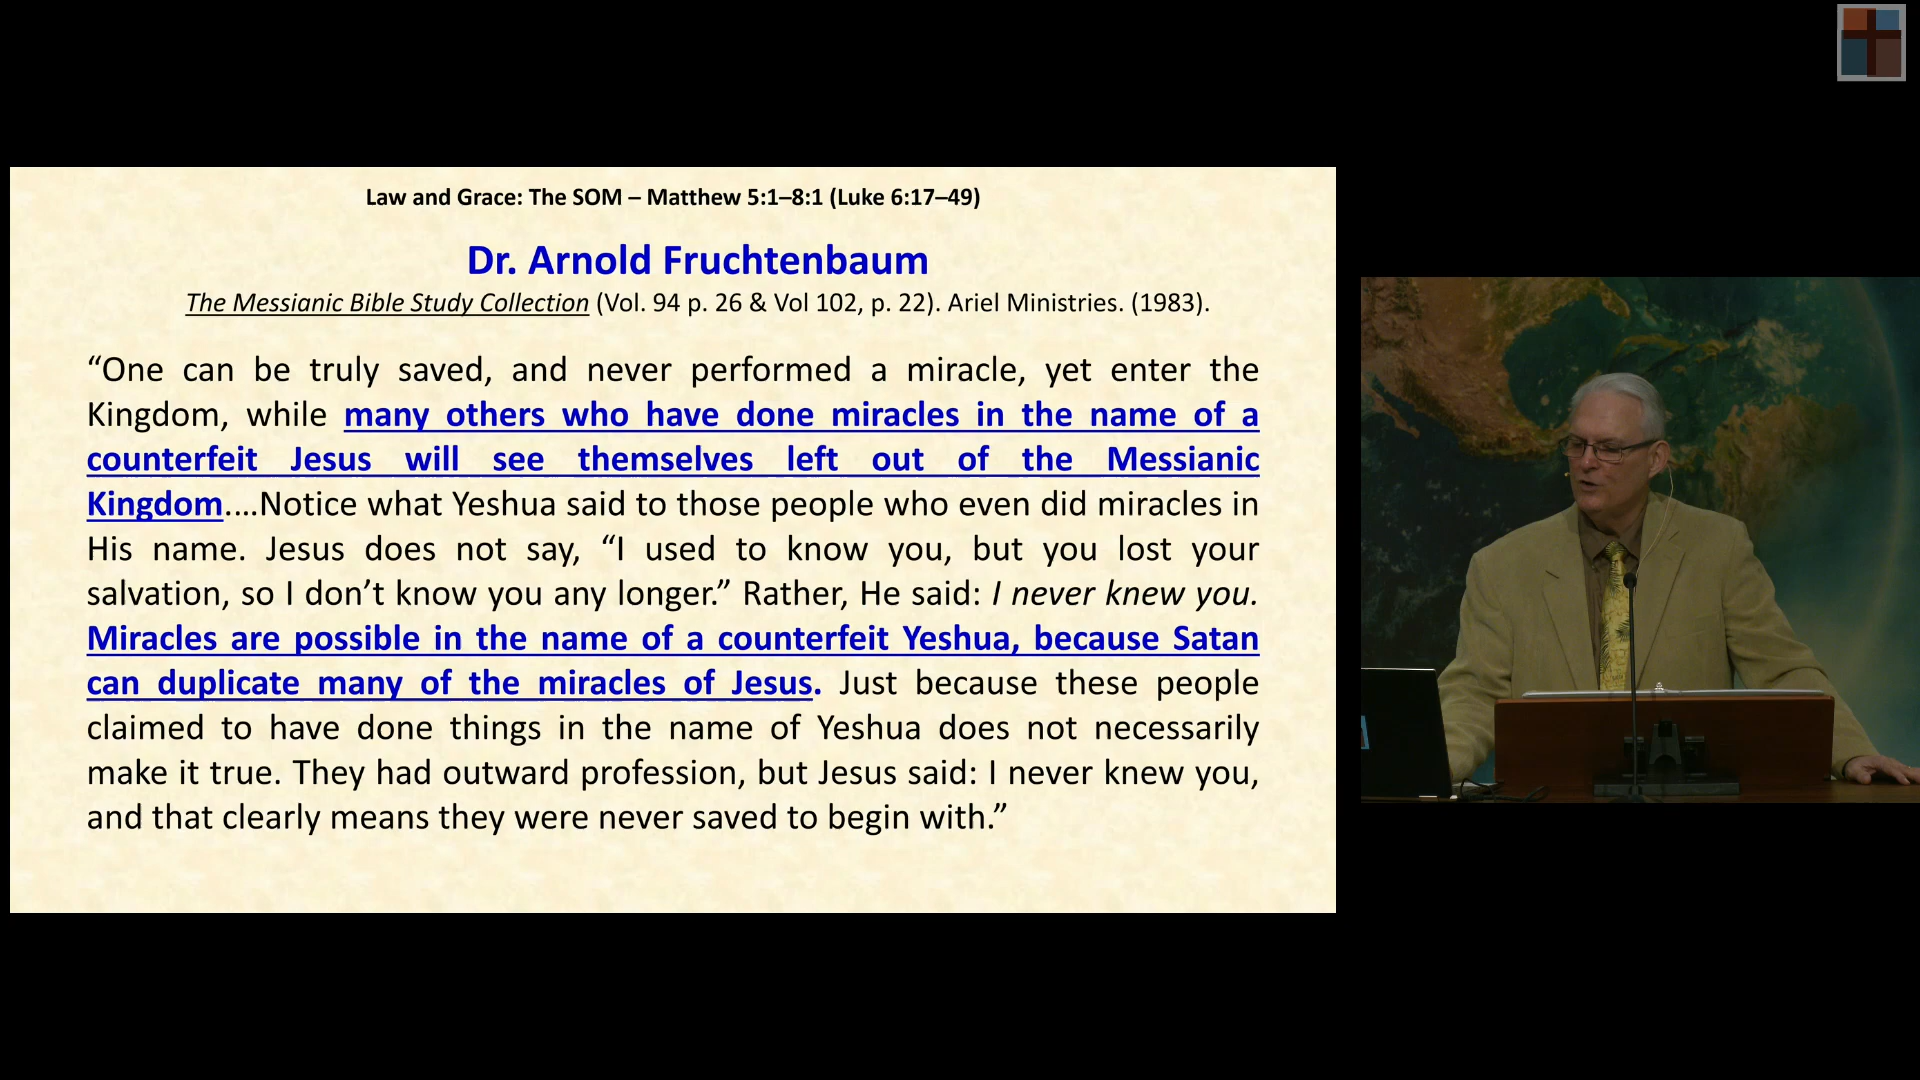 Law and Grace: The SOM – Matthew 5:1–8:1 (Luke 6:17–49)
Dr. Arnold Fruchtenbaum
The Messianic Bible Study Collection (Vol. 94 p. 26 & Vol 102, p. 22). Ariel Ministries. (1983).
“One can be truly saved, and never performed a miracle, yet enter the
Kingdom, while many others who have done miracles in the name of a
counterfeit Jesus will see themselves left out of the Messianic
Kingdom....Notice what Yeshua said to those people who even did miracles in
His name. Jesus does not say, “I used to know you, but you lost your
salvation, so I don’t know you any longer.” Rather, He said: I never knew you.
Miracles are possible in the name of a counterfeit Yeshua, because Satan
can duplicate many of the miracles of Jesus. Just because these people
claimed to have done things in the name of Yeshua does not necessarily
make it true. They had outward profession, but Jesus said: I never knew you,
and that clearly means they were never saved to begin with.”